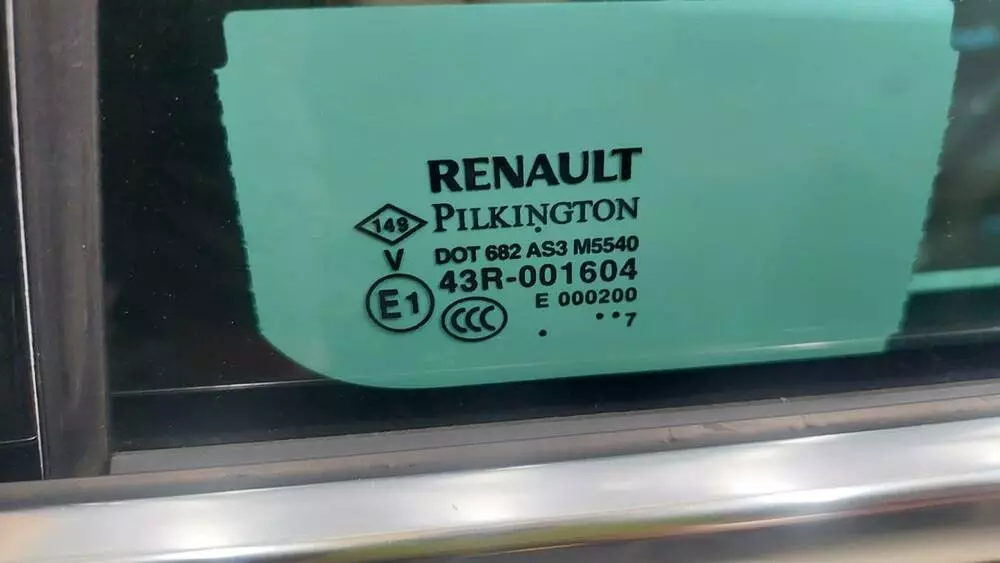 RENAULT
149 PILKINGTON
V DOT 682 AS3 M5540
E1 43R-001604
CCC E 000200
. ..7